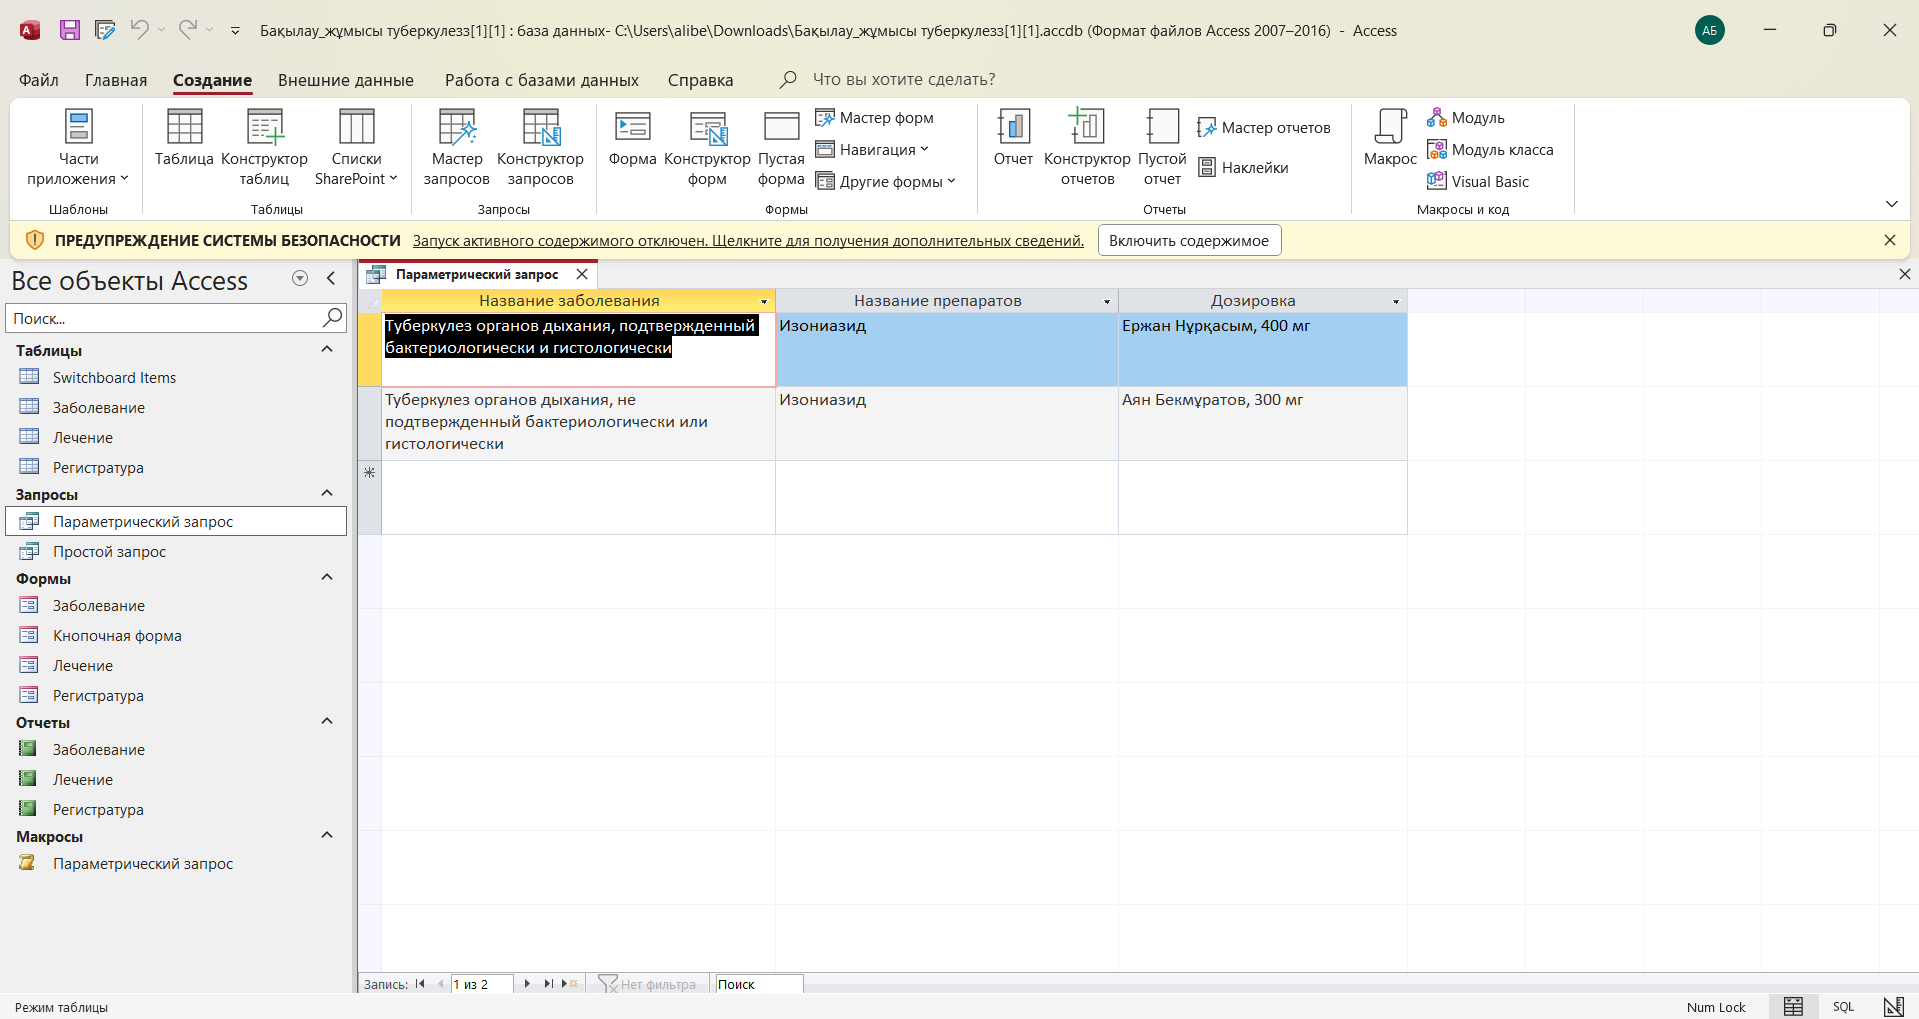 Бақылау_жұмысы туберкулезз[1][1] : база данных- C:\Users\alibe\Downloads\Бақылау_жұмысы туберкулезз[1][1].accdb (Формат файлов Access 2007–2016) - Access
АБ
Файл Главная Создание Внешние данные Работа с базами данных Справка Что вы хотите сделать?
Части приложения
Шаблоны
Таблица
Конструктор таблиц
Списки SharePoint
Таблицы
Мастер запросов
Конструктор запросов
Запросы
Форма
Конструктор форм
Пустая форма
Мастер форм
Навигация
Другие формы
Формы
Отчет
Конструктор отчетов
Пустой отчет
Мастер отчетов
Наклейки
Отчеты
Макрос
Модуль
Модуль класса
Visual Basic
Макросы и код
ПРЕДУПРЕЖДЕНИЕ СИСТЕМЫ БЕЗОПАСНОСТИ Запуск активного содержимого отключен. Щелкните для получения дополнительных сведений. Включить содержимое
Все объекты Access
Поиск...
Таблицы
Switchboard Items
Заболевание
Лечение
Регистратура
Запросы
Параметрический запрос
Простой запрос
Формы
Заболевание
Кнопочная форма
Лечение
Регистратура
Отчеты
Заболевание
Лечение
Регистратура
Макросы
Параметрический запрос
Параметрический запрос
Название заболевания Название препаратов Дозировка
Туберкулез органов дыхания, подтвержденный
бактериологически и гистологически
Изониазид
Ержан Нұрқасым, 400 мг
Туберкулез органов дыхания, не
подтвержденный бактериологически или
гистологически
Изониазид
Аян Бекмұратов, 300 мг
Запись: 1 из 2 Нет фильтра Поиск
Режим таблицы
Num Lock
SQL